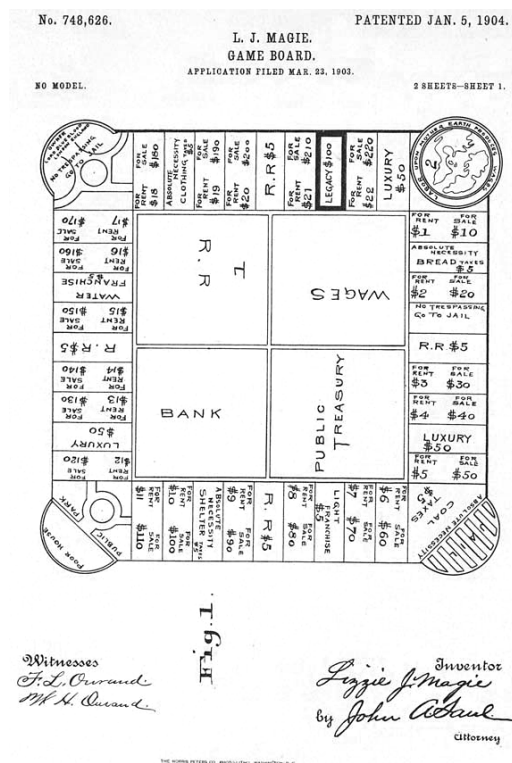 No. 748,626.
PATENTED JAN. 5, 1904.
L. J. MAGIE.
GAME BOARD.
APPLICATION FILED MAR. 23, 1903.
NO MODEL.
2 SHEETS—SHEET 1.
NO TRESPASSING
GO TO JAIL
FOR RENT $18
FOR SALE $180
ABSOLUTE NECESSITY
CLOTHING TAXES $5
FOR RENT $19
FOR SALE $190
FOR RENT $20
FOR SALE $200
R.R $5
FOR RENT $21
FOR SALE $210
LEGACY $100
FOR RENT $22
FOR SALE $220
LUXURY $50
LABOR UPON MOTHER EARTH PRODUCES WAGES
FOR RENT $1
FOR SALE $10
ABSOLUTE NECESSITY
BREAD TAXES $5
FOR RENT $2
FOR SALE $20
NO TRESPASSING
GO TO JAIL
R.R $5
FOR RENT $3
FOR SALE $30
FOR RENT $4
FOR SALE $40
LUXURY $50
FOR RENT $5
FOR SALE $50
COAL TAXES $5
ABSOLUTE NECESSITY
FOR RENT $6
FOR SALE $60
FOR RENT $7
FOR SALE $70
LIGHT FRANCHISE $5
FOR RENT $8
FOR SALE $80
R.R $5
FOR RENT $9
FOR SALE $90
ABSOLUTE NECESSITY
SHELTER TAXES $5
FOR RENT $10
FOR SALE $100
FOR RENT $11
FOR SALE $110
PUBLIC PARK
POOR HOUSE
FOR RENT $12
FOR SALE $120
LUXURY $50
FOR RENT $13
FOR SALE $130
FOR RENT $14
FOR SALE $140
R.R $5
FOR RENT $15
FOR SALE $150
WATER FRANCHISE $5
FOR RENT $16
FOR SALE $160
FOR RENT $17
FOR SALE $170
R.R
WAGES
BANK
PUBLIC TREASURY
Fig. 1.
Witnesses
Inventor
Lizzie J. Magie
by John A Saul
Attorney